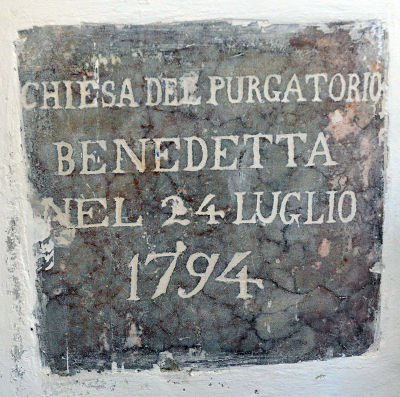 CHIESA DEL PURGATORIO
BENEDETTA
NEL 24 LUGLIO
1794